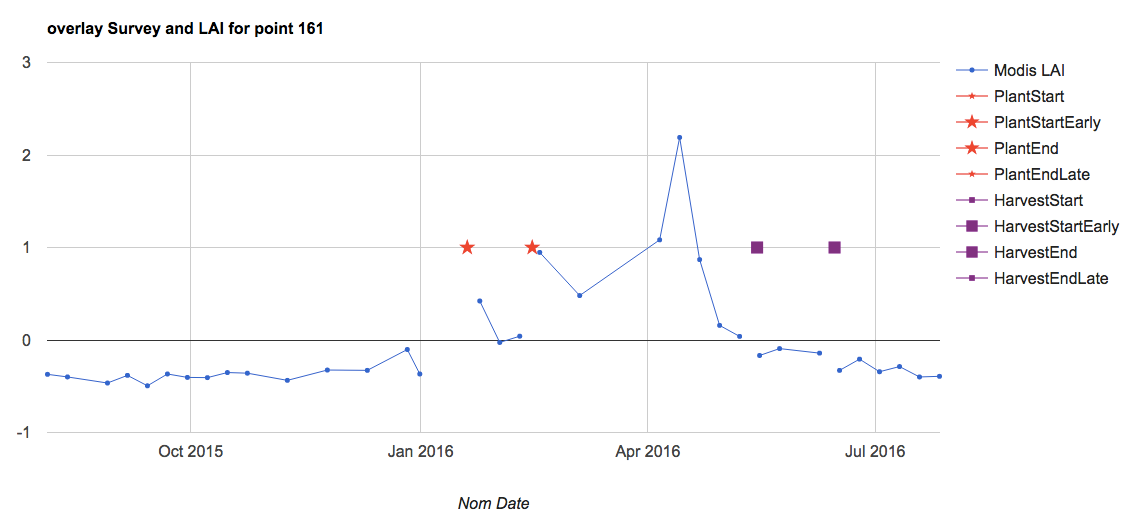 overlay Survey and LAI for point 161
3
2
1
0
-1
Oct 2015
Jan 2016
Apr 2016
Jul 2016
Nom Date
Modis LAI
PlantStart
PlantStartEarly
PlantEnd
PlantEndLate
HarvestStart
HarvestStartEarly
HarvestEnd
HarvestEndLate